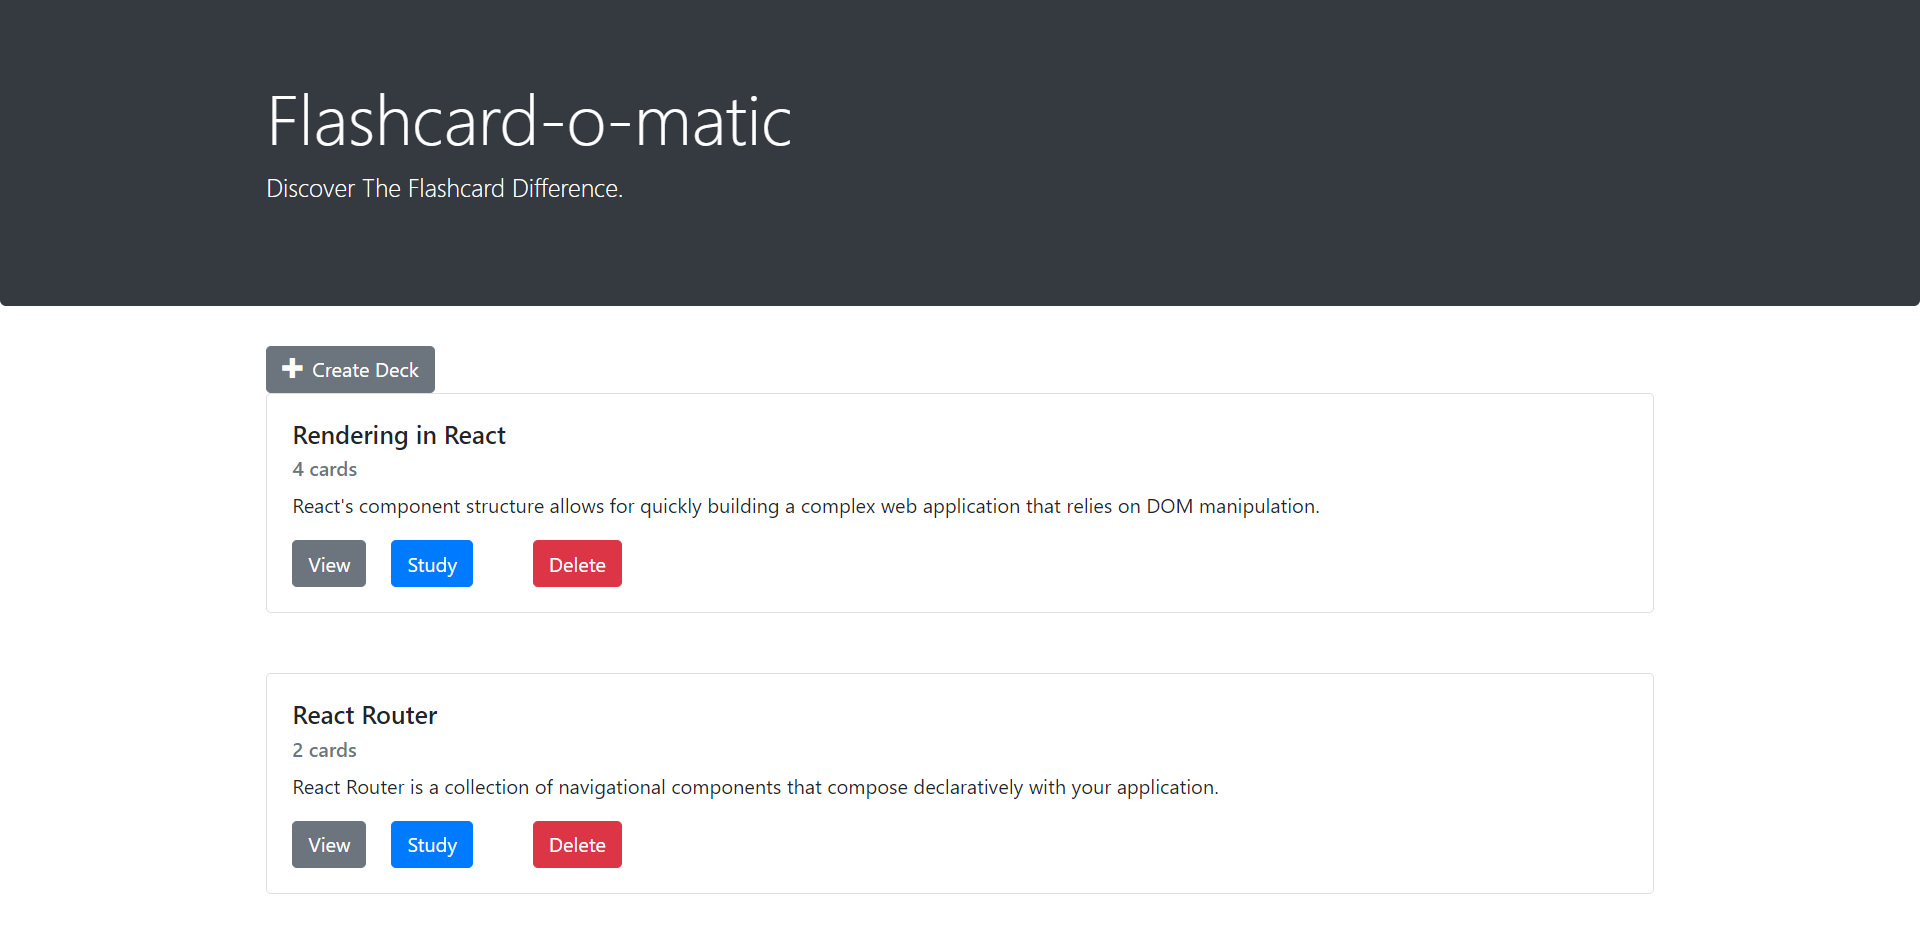 Flashcard-o-matic
Discover The Flashcard Difference.
Create Deck
Rendering in React
4 cards
React's component structure allows for quickly building a complex web application that relies on DOM manipulation.
View Study Delete
React Router
2 cards
React Router is a collection of navigational components that compose declaratively with your application.
View Study Delete